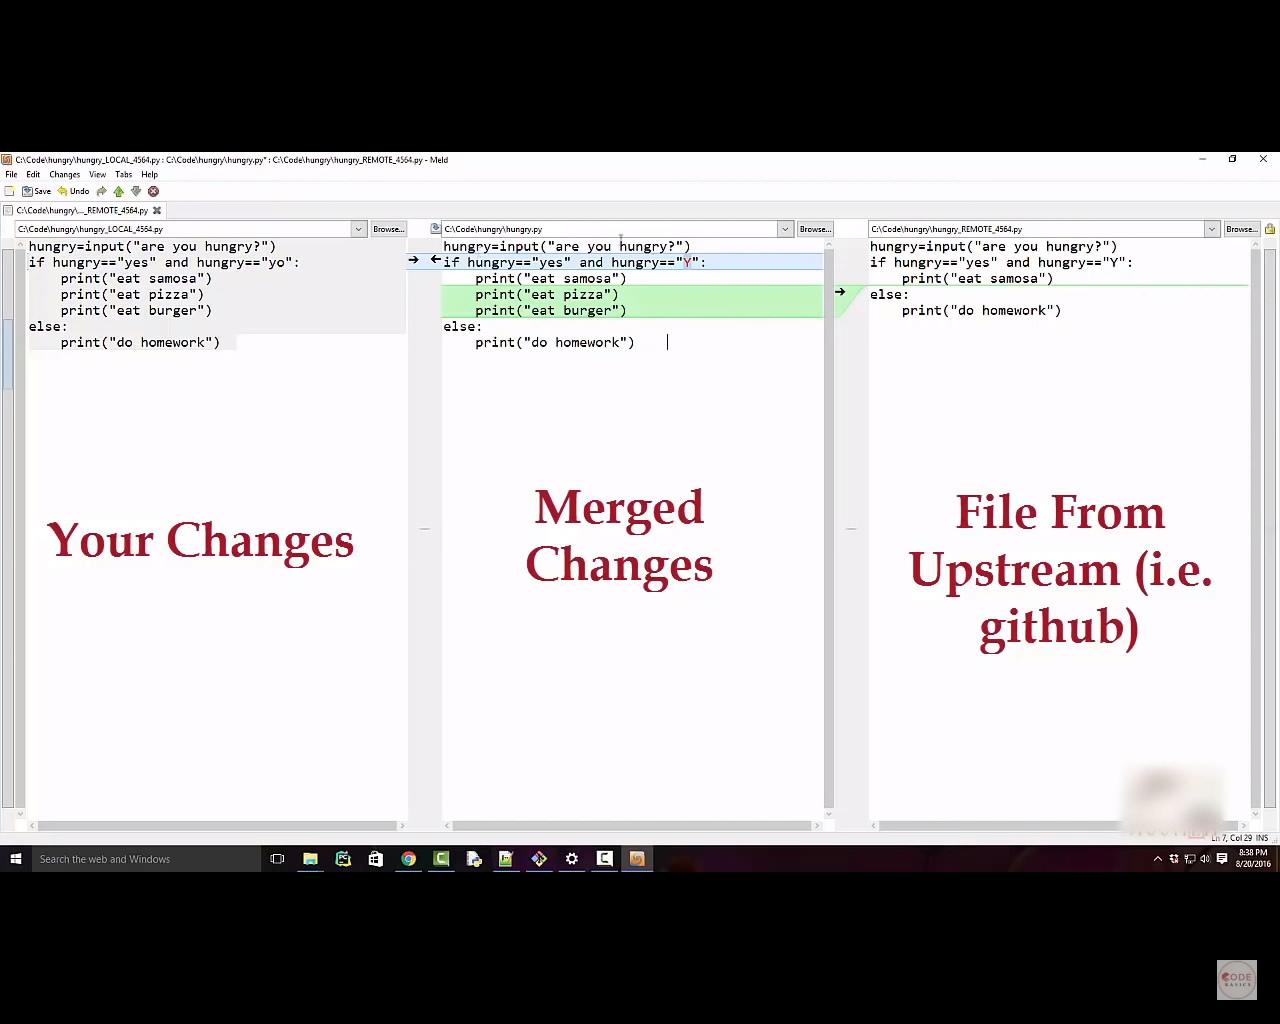 C:\Code\hungry\hungry_LOCAL_4564.py : C:\Code\hungry\hungry.py* : C:\Code\hungry\hungry_REMOTE_4564.py - Meld
File Edit Changes View Tabs Help
Save Undo
C:\Code\hungry\..._REMOTE_4564.py
C:\Code\hungry\hungry_LOCAL_4564.py Browse...
hungry=input("are you hungry?")
if hungry=="yes" and hungry=="yo":
    print("eat samosa")
    print("eat pizza")
    print("eat burger")
else:
    print("do homework")
Your Changes
C:\Code\hungry\hungry.py Browse...
hungry=input("are you hungry?")
if hungry=="yes" and hungry=="Y":
    print("eat samosa")
    print("eat pizza")
    print("eat burger")
else:
    print("do homework")
Merged
Changes
C:\Code\hungry\hungry_REMOTE_4564.py Browse...
hungry=input("are you hungry?")
if hungry=="yes" and hungry=="Y":
    print("eat samosa")
else:
    print("do homework")
File From
Upstream (i.e.
github)
Ln 7, Col 29 INS
Search the web and Windows
8:38 PM
8/20/2016
CODE
BASICS